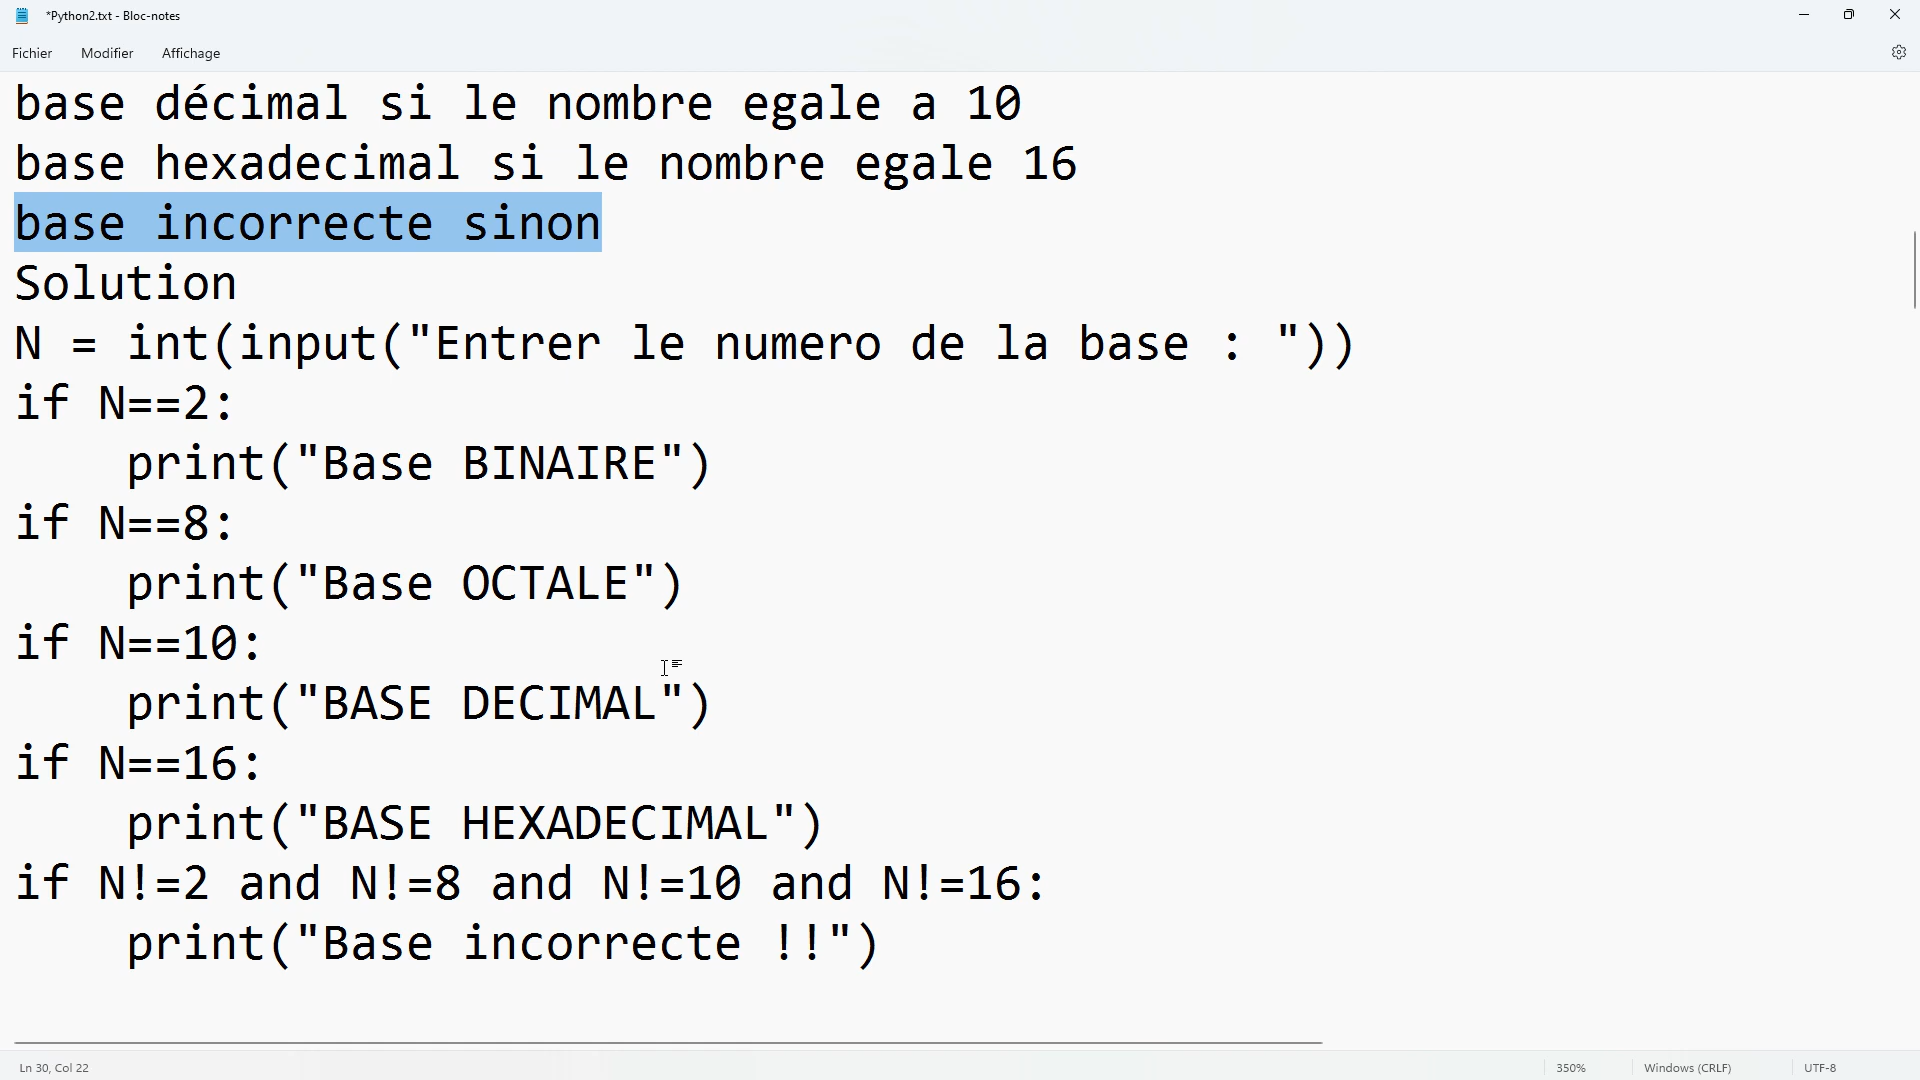 *Python2.txt - Bloc-notes
Fichier Modifier Affichage
base décimal si le nombre egale a 10
base hexadecimal si le nombre egale 16
base incorrecte sinon
Solution
N = int(input("Entrer le numero de la base : "))
if N==2:
    print("Base BINAIRE")
if N==8:
    print("Base OCTALE")
if N==10:
    print("BASE DECIMAL")
if N==16:
    print("BASE HEXADECIMAL")
if N!=2 and N!=8 and N!=10 and N!=16:
    print("Base incorrecte !!")
Ln 30, Col 22 350% Windows (CRLF) UTF-8